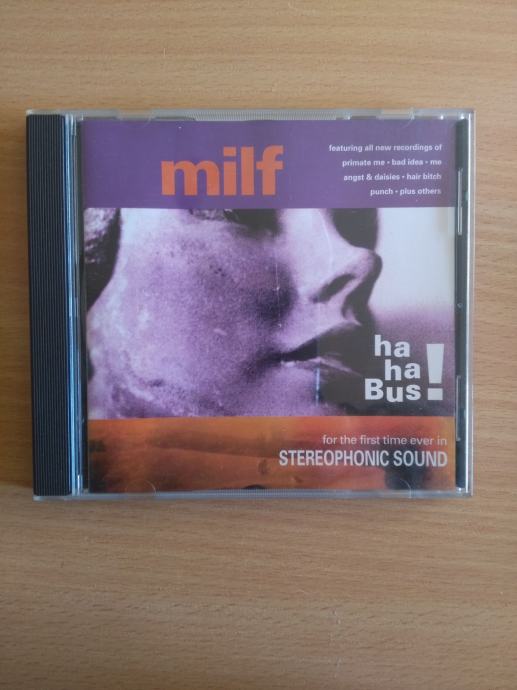 milf
featuring all new recordings of
primate me • bad idea • me
angst & daisies • hair bitch
punch • plus others
ha
ha
Bus!
for the first time ever in
STEREOPHONIC SOUND